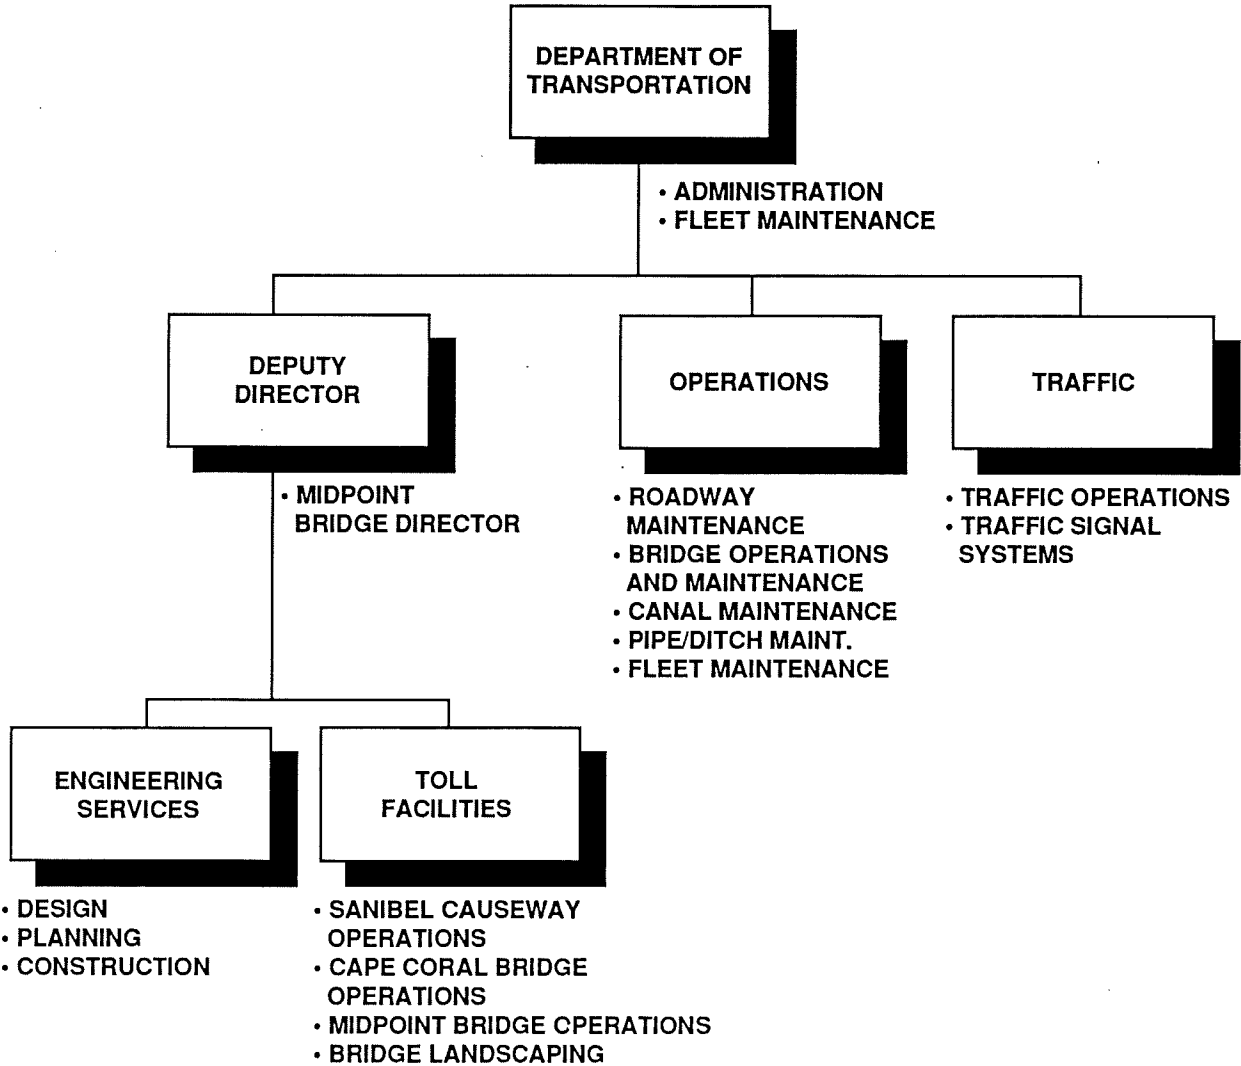 DEPARTMENT OF
TRANSPORTATION
• ADMINISTRATION
• FLEET MAINTENANCE
DEPUTY
DIRECTOR
• MIDPOINT
BRIDGE DIRECTOR
OPERATIONS
• ROADWAY
MAINTENANCE
• BRIDGE OPERATIONS
AND MAINTENANCE
• CANAL MAINTENANCE
• PIPE/DITCH MAINT.
• FLEET MAINTENANCE
TRAFFIC
• TRAFFIC OPERATIONS
• TRAFFIC SIGNAL
SYSTEMS
ENGINEERING
SERVICES
• DESIGN
• PLANNING
• CONSTRUCTION
TOLL
FACILITIES
• SANIBEL CAUSEWAY
OPERATIONS
• CAPE CORAL BRIDGE
OPERATIONS
• MIDPOINT BRIDGE OPERATIONS
• BRIDGE LANDSCAPING